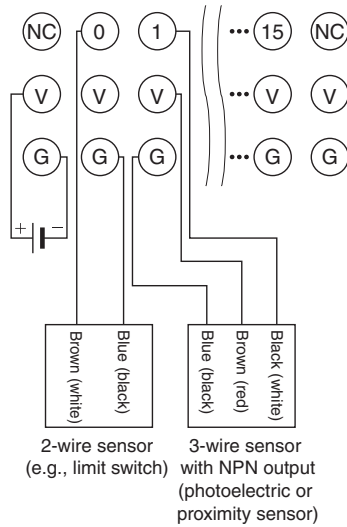 NC 0 1 ••• 15 NC
V V V ••• V V
G G G ••• G G
+ −
Brown (white)
Blue (black)
Blue (black)
Brown (red)
Black (white)
2-wire sensor
(e.g., limit switch)
3-wire sensor
with NPN output
(photoelectric or
proximity sensor)